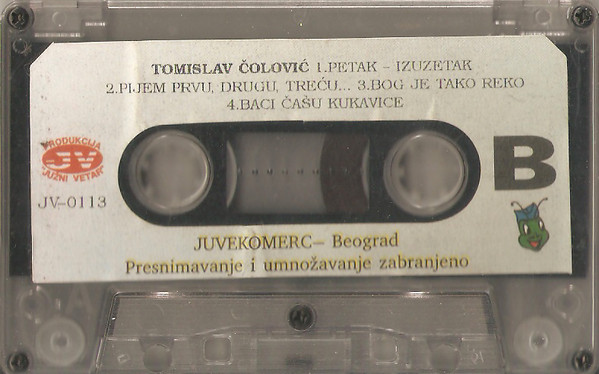 TOMISLAV ČOLOVIĆ 1.PETAK - IZUZETAK
2.PIJEM PRVU, DRUGU, TREĆU... 3.BOG JE TAKO REKO
4.BACI ČAŠU KUKAVICE
PRODUKCIJA
JV
"JUŽNI VETAR"
JV-0113
B
JUVEKOMERC- Beograd
Presnimavanje i umnožavanje zabranjeno